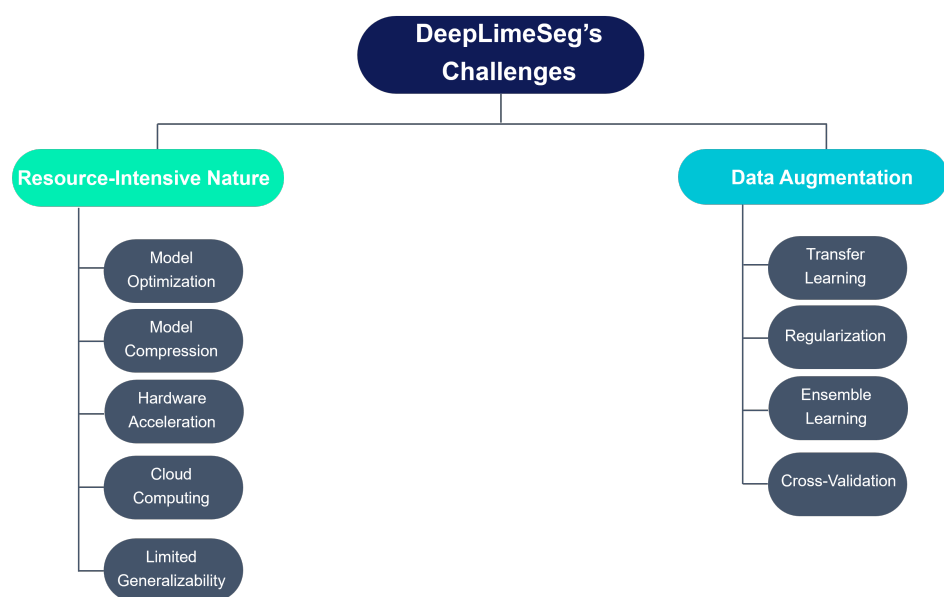 DeepLimeSeg's
Challenges
Resource-Intensive Nature
Model
Optimization
Model
Compression
Hardware
Acceleration
Cloud
Computing
Limited
Generalizability
Data Augmentation
Transfer
Learning
Regularization
Ensemble
Learning
Cross-Validation